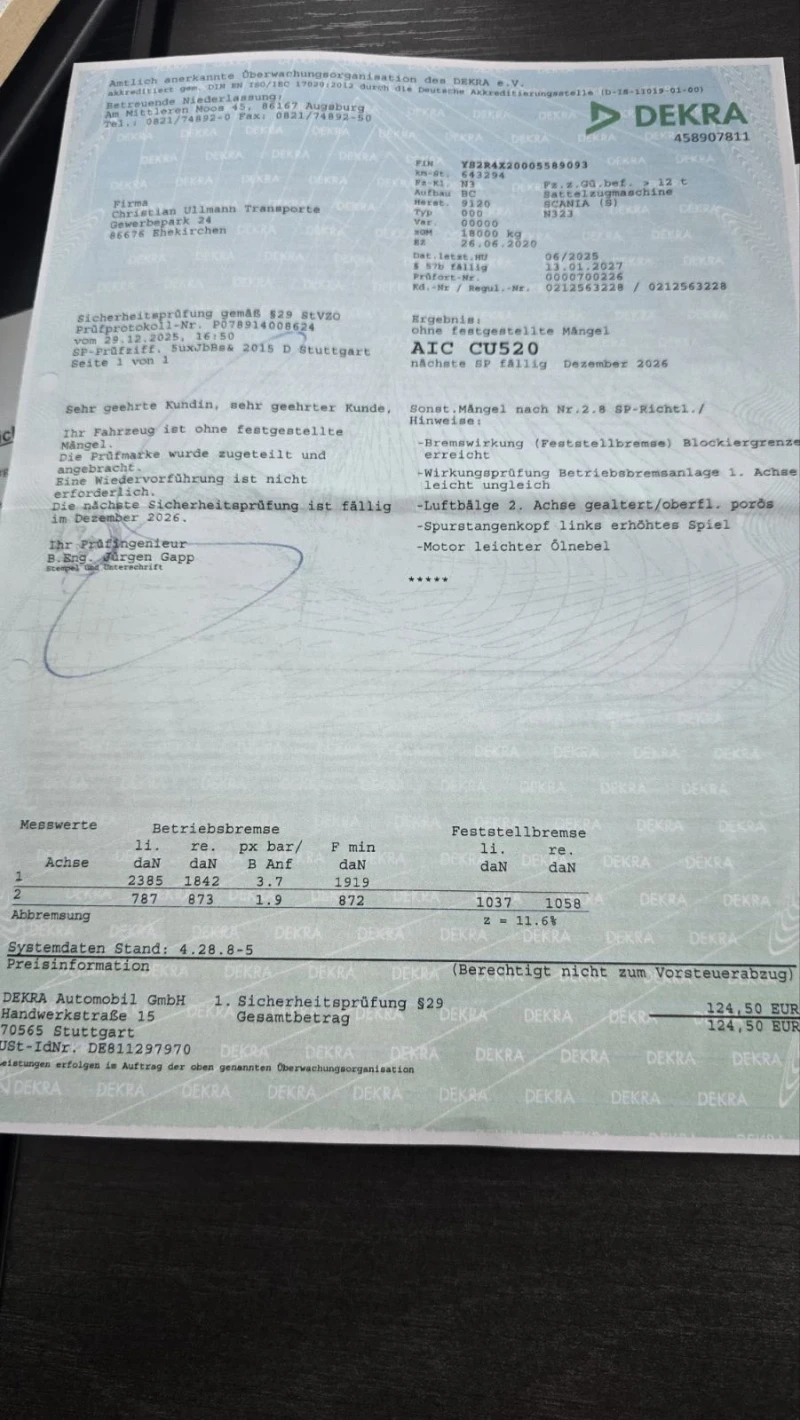 Amtlich anerkannte Überwachungsorganisation des DEKRA e.V.
akkreditiert gem. DIN EN ISO/IEC 17020:2012 durch die Deutsche Akkreditierungsstelle (D-IS-11019-01-00)
Betreuende Niederlassung:
Am Mittleren Moos 45, 86167 Augsburg
Tel.: 0821/74892-0 Fax: 0821/74892-50
DEKRA
458907811
FIN YS2R4X20005589093
Km-St. 643294
Fz-Kl. N3 Fz.z.Gü.bef. > 12 t
Aufbau BC Sattelzugmaschine
Herst. 9120 SCANIA (S)
Typ 000 N323
Var. 00000
zGM 18000 kg
EZ 26.06.2020
Dat.letzt.HU 06/2025
§ 57b fällig 13.01.2027
Prüfort-Nr. 0000700226
Kd.-Nr / Regul.-Nr. 0212563228 / 0212563228
Firma
Christian Ullmann Transporte
Gewerbepark 24
86676 Ehekirchen
Sicherheitsprüfung gemäß §29 StVZO
Prüfprotokoll-Nr. P078914008624
vom 29.12.2025, 16:50
SP-Prüfziff. 5uxJbBs& 2015 D Stuttgart
Seite 1 von 1
Ergebnis:
ohne festgestellte Mängel
AIC CU520
nächste SP fällig Dezember 2026
Sehr geehrte Kundin, sehr geehrter Kunde,
Ihr Fahrzeug ist ohne festgestellte
Mängel.
Die Prüfmarke wurde zugeteilt und
angebracht.
Eine Wiedervorführung ist nicht
erforderlich.
Die nächste Sicherheitsprüfung ist fällig
im Dezember 2026.
Ihr Prüfingenieur
B.Eng. Jürgen Gapp
Stempel und Unterschrift
Sonst.Mängel nach Nr.2.8 SP-Richtl./
Hinweise:
-Bremswirkung (Feststellbremse) Blockiergrenze
erreicht
-Wirkungsprüfung Betriebsbremsanlage 1. Achse
leicht ungleich
-Luftbälge 2. Achse gealtert/oberfl. porös
-Spurstangenkopf links erhöhtes Spiel
-Motor leichter Ölnebel
*****
Messwerte Betriebsbremse Feststellbremse
li. re. px bar/ F min li. re.
Achse daN daN B Anf daN daN daN
1 2385 1842 3.7 1919
2 787 873 1.9 872 1037 1058
Abbremsung z = 11.6%
Systemdaten Stand: 4.28.8-5
Preisinformation (Berechtigt nicht zum Vorsteuerabzug)
DEKRA Automobil GmbH 1. Sicherheitsprüfung §29 124,50 EUR
Handwerkstraße 15 Gesamtbetrag 124,50 EUR
70565 Stuttgart
USt-IdNr. DE811297970
Leistungen erfolgen im Auftrag der oben genannten Überwachungsorganisation